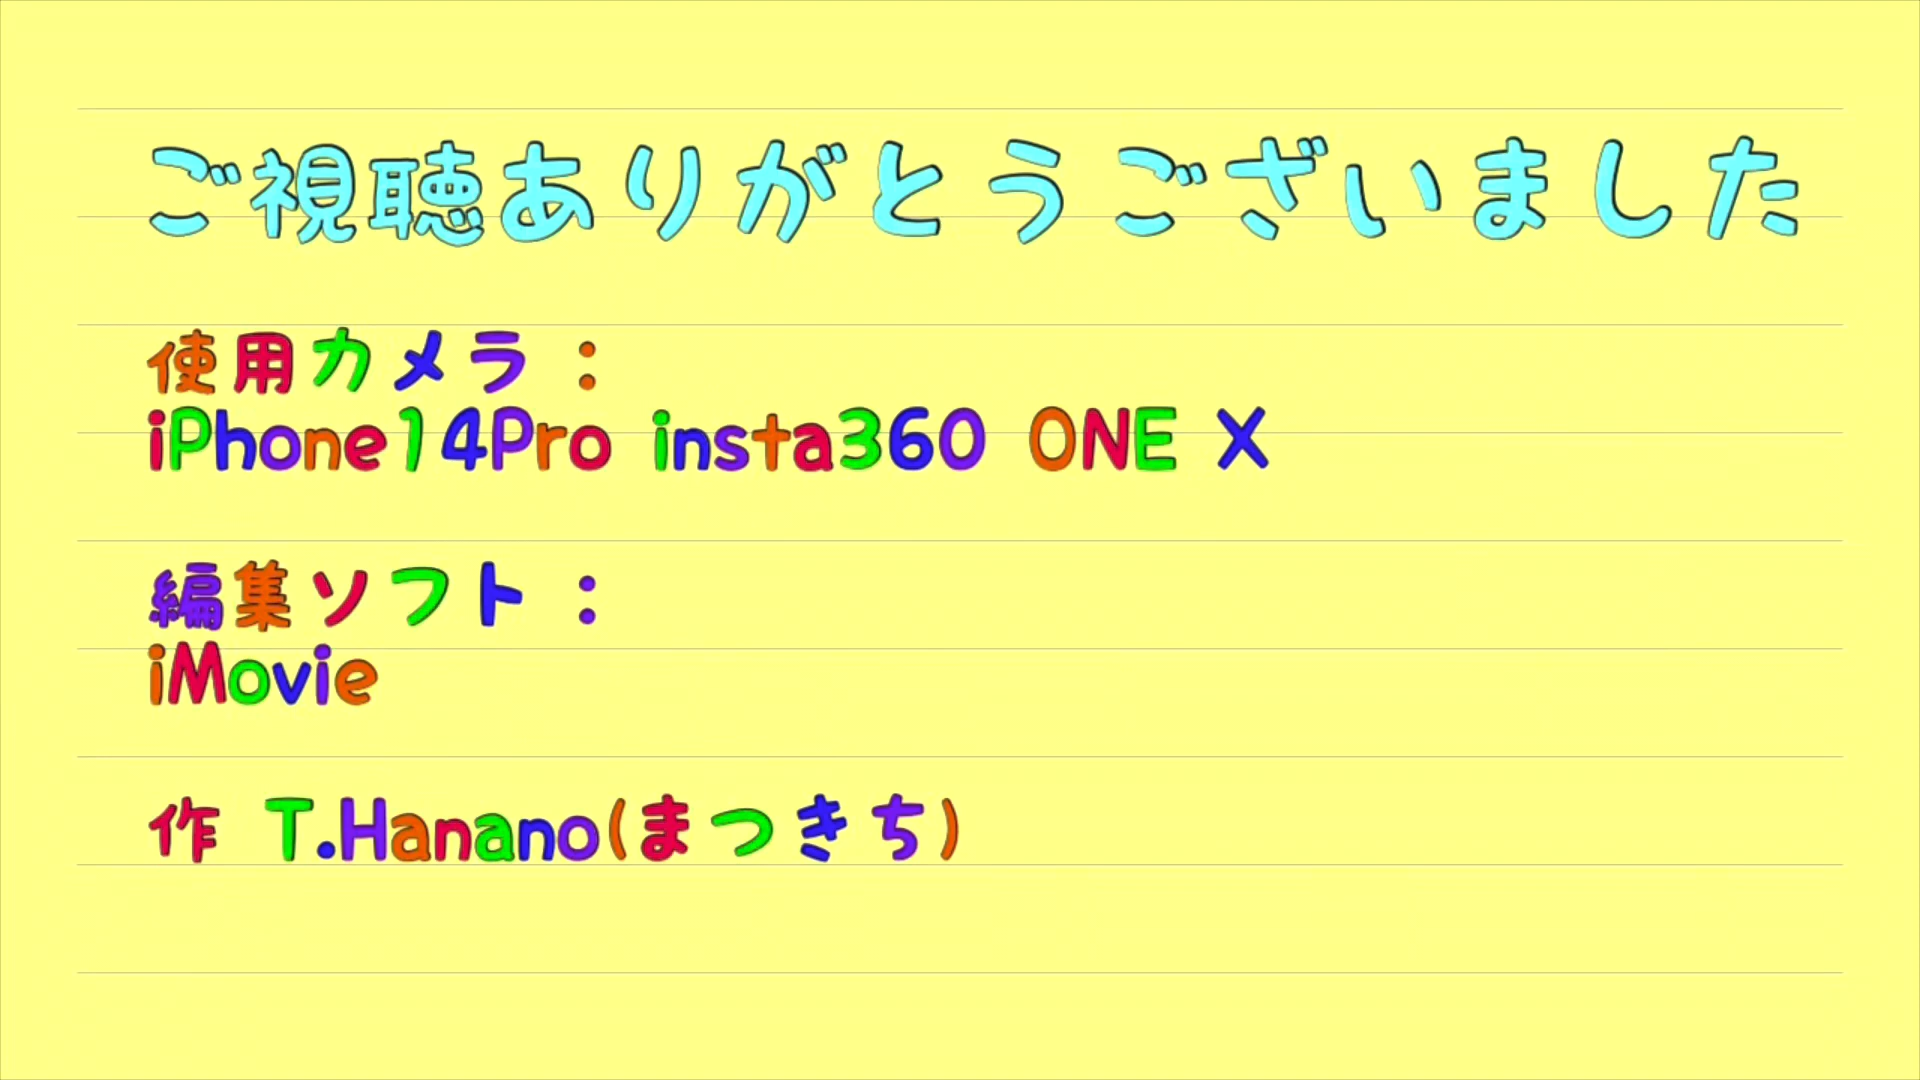 ご視聴ありがとうございました
使用カメラ：
iPhone14Pro insta360 ONE X
編集ソフト：
iMovie
作 T.Hanano(まつきち)